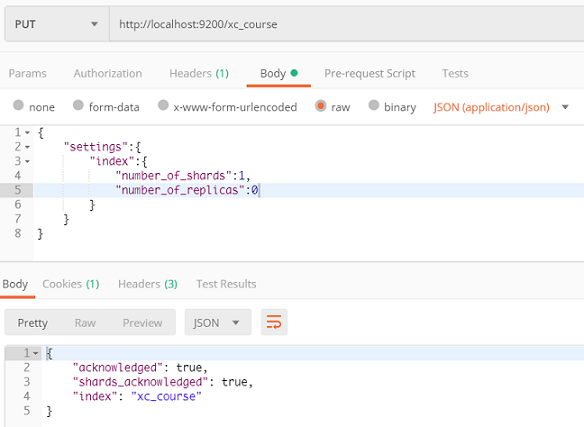 PUT http://localhost:9200/xc_course
Params Authorization Headers (1) Body Pre-request Script Tests
none form-data x-www-form-urlencoded raw binary JSON (application/json)
1 {
2 "settings":{
3 "index":{
4 "number_of_shards":1,
5 "number_of_replicas":0
6 }
7 }
8 }
Body Cookies (1) Headers (3) Test Results
Pretty Raw Preview JSON
1 {
2 "acknowledged": true,
3 "shards_acknowledged": true,
4 "index": "xc_course"
5 }